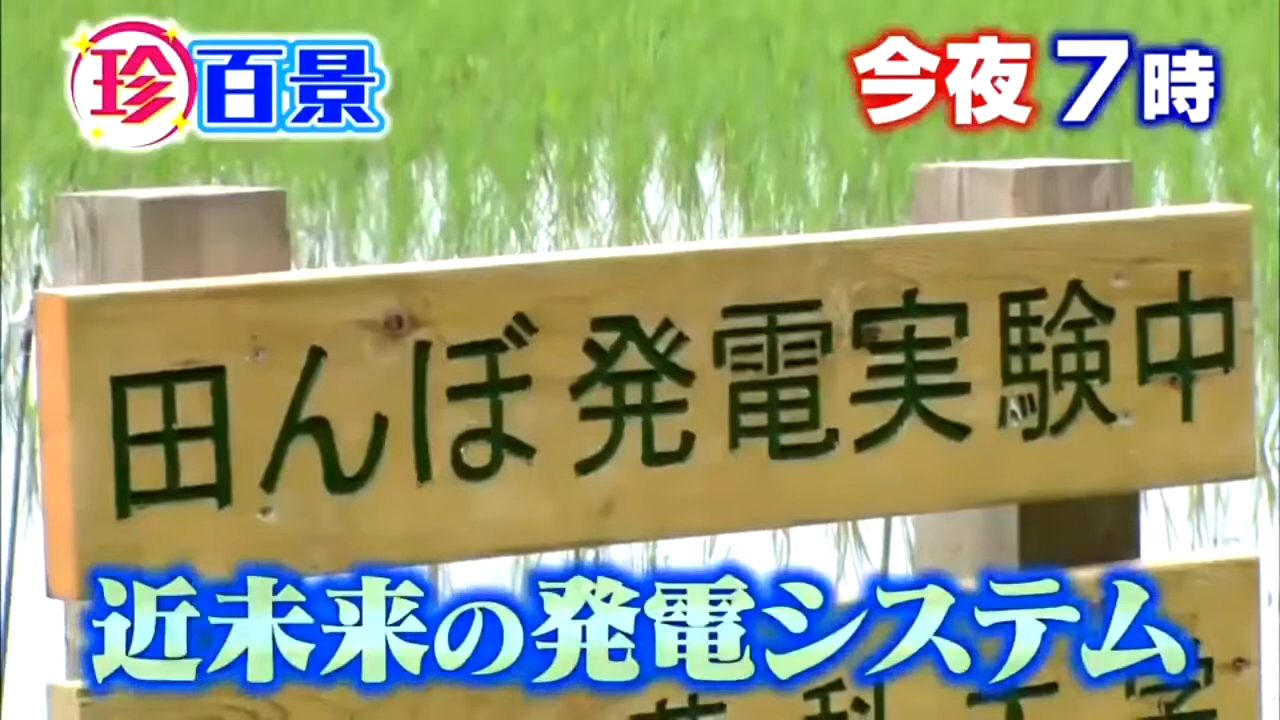 珍百景
今夜7時
田んぼ発電実験中
近未来の発電システム